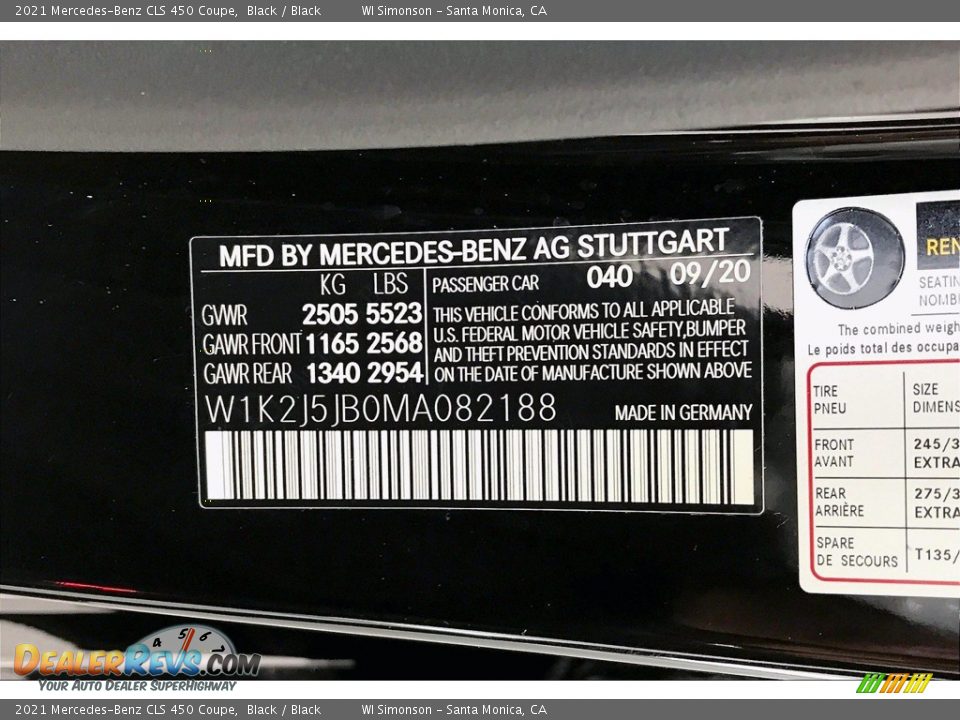 2021 Mercedes-Benz CLS 450 Coupe, Black / Black WI Simonson - Santa Monica, CA
MFD BY MERCEDES-BENZ AG STUTTGART
KG LBS
GVWR 2505 5523
GAWR FRONT 1165 2568
GAWR REAR 1340 2954
PASSENGER CAR 040 09/20
THIS VEHICLE CONFORMS TO ALL APPLICABLE
U.S. FEDERAL MOTOR VEHICLE SAFETY,BUMPER
AND THEFT PREVENTION STANDARDS IN EFFECT
ON THE DATE OF MANUFACTURE SHOWN ABOVE
W1K2J5JB0MA082188 MADE IN GERMANY
The combined
Le poids total des
TIRE SIZE
PNEU
FRONT 245/3
AVANT EXTRA
REAR 275/3
ARRIÈRE EXTRA
SPARE T135/
DE SECOURS
4 5 6
DEALERREVS.COM
YOUR AUTO DEALER SUPERHIGHWAY
2021 Mercedes-Benz CLS 450 Coupe, Black / Black WI Simonson - Santa Monica, CA